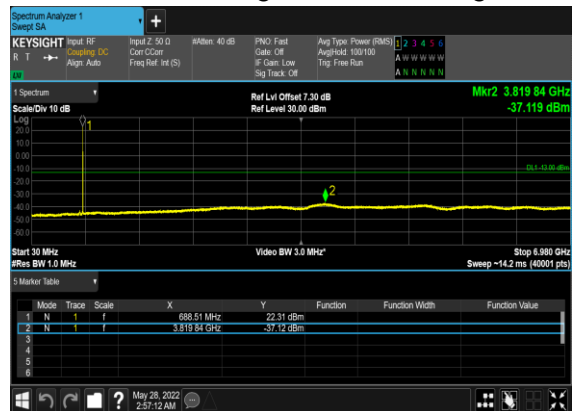 Spectrum Analyzer 1
Swept SA
+
KEYSIGHT Input: RF Input Z: 50 Ω #Atten: 40 dB PNO: Fast Avg Type: Power (RMS) 1 2 3 4 5 6
R T Coupling: DC Corr CCorr Gate: Off Avg|Hold: 100/100 A W W W W W
Align: Auto Freq Ref: Int (S) IF Gain: Low Trig: Free Run
Sig Track: Off A N N N N N
1 Spectrum Ref Lvl Offset 7.30 dB Mkr2 3.819 84 GHz
Scale/Div 10 dB Ref Level 30.00 dBm -37.119 dBm
Log
20.0 1
10.0
0.00
-10.0 DL1 -13.00 dBm
-20.0
-30.0 2
-40.0
-50.0
-60.0
Start 30 MHz Video BW 3.0 MHz* Stop 6.980 GHz
#Res BW 1.0 MHz Sweep ~14.2 ms (40001 pts)
5 Marker Table
Mode Trace Scale X Y Function Function Width Function Value
1 N 1 f 688.51 MHz 22.31 dBm
2 N 1 f 3.819 84 GHz -37.12 dBm
3
4
5
6
? May 28, 2022
2:57:12 AM